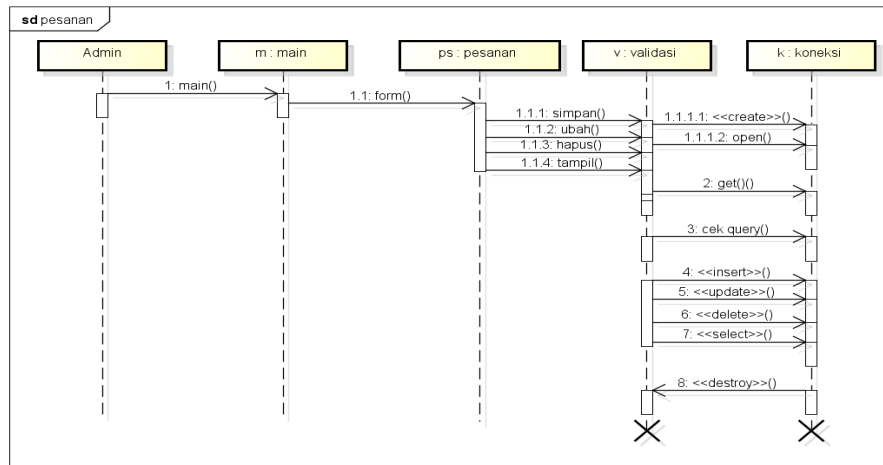 sd pesanan
Admin
m : main
ps : pesanan
v : validasi
k : koneksi
1: main()
1.1: form()
1.1.1: simpan()
1.1.1.1: <<create>>()
1.1.2: ubah()
1.1.1.2: open()
1.1.3: hapus()
1.1.4: tampil()
2: get()()
3: cek query()
4: <<insert>>()
5: <<update>>()
6: <<delete>>()
7: <<select>>()
8: <<destroy>>()